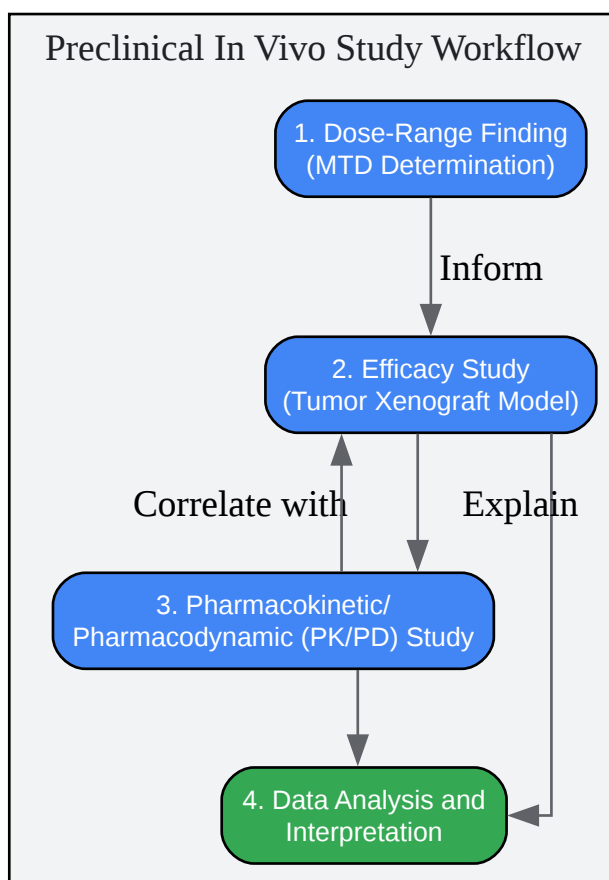 Preclinical In Vivo Study Workflow
1. Dose-Range Finding
(MTD Determination)
Inform
2. Efficacy Study
(Tumor Xenograft Model)
Correlate with
Explain
3. Pharmacokinetic/
Pharmacodynamic (PK/PD) Study
4. Data Analysis and
Interpretation